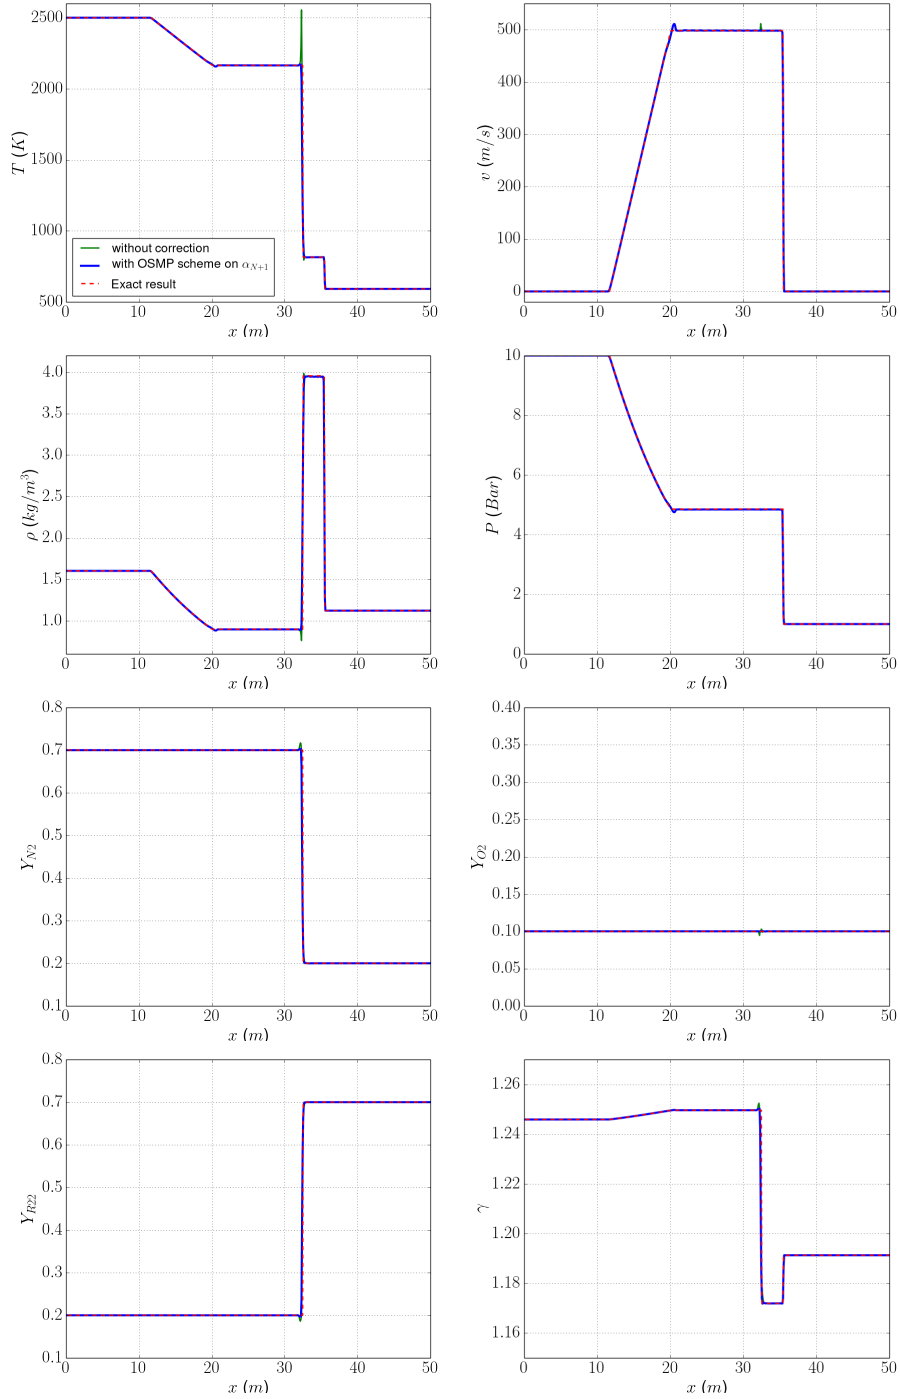 2500
2000
1500
1000
500
T (K)
without correction
with OSMP scheme on α_{N+1}
Exact result
0 10 20 30 40 50
x (m)
500
400
300
200
100
0
v (m/s)
0 10 20 30 40 50
x (m)
4.0
3.5
3.0
2.5
2.0
1.5
1.0
ρ (kg/m³)
0 10 20 30 40 50
x (m)
10
8
6
4
2
0
P (Bar)
0 10 20 30 40 50
x (m)
0.8
0.7
0.6
0.5
0.4
0.3
0.2
0.1
Y_{N2}
0 10 20 30 40 50
x (m)
0.40
0.35
0.30
0.25
0.20
0.15
0.10
0.05
0.00
Y_{O2}
0 10 20 30 40 50
x (m)
0.8
0.7
0.6
0.5
0.4
0.3
0.2
0.1
Y_{R22}
0 10 20 30 40 50
x (m)
1.26
1.24
1.22
1.20
1.18
1.16
γ
0 10 20 30 40 50
x (m)